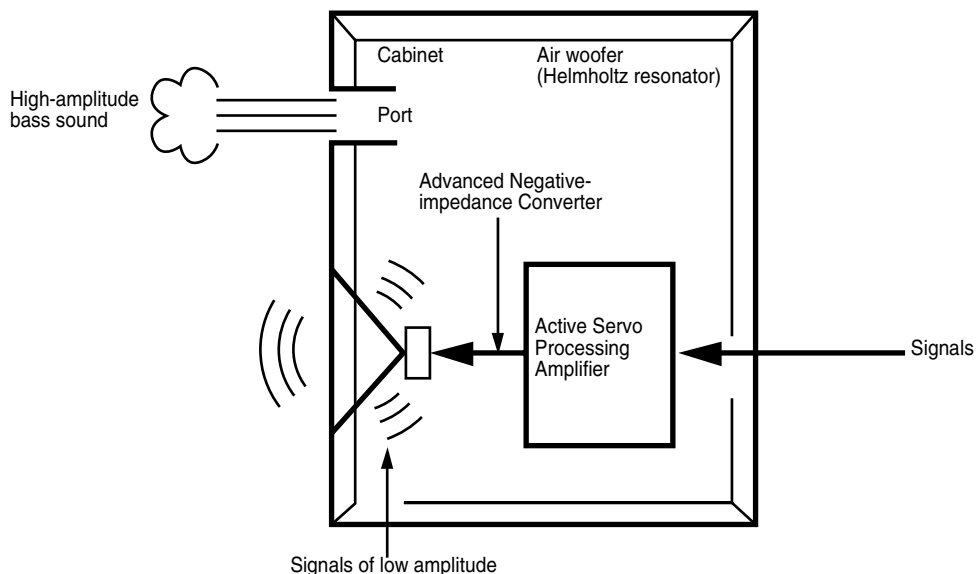 Cabinet
Air woofer
(Helmholtz resonator)
High-amplitude
bass sound
Port
Advanced Negative-
impedance Converter
Active Servo
Processing
Amplifier
Signals
Signals of low amplitude